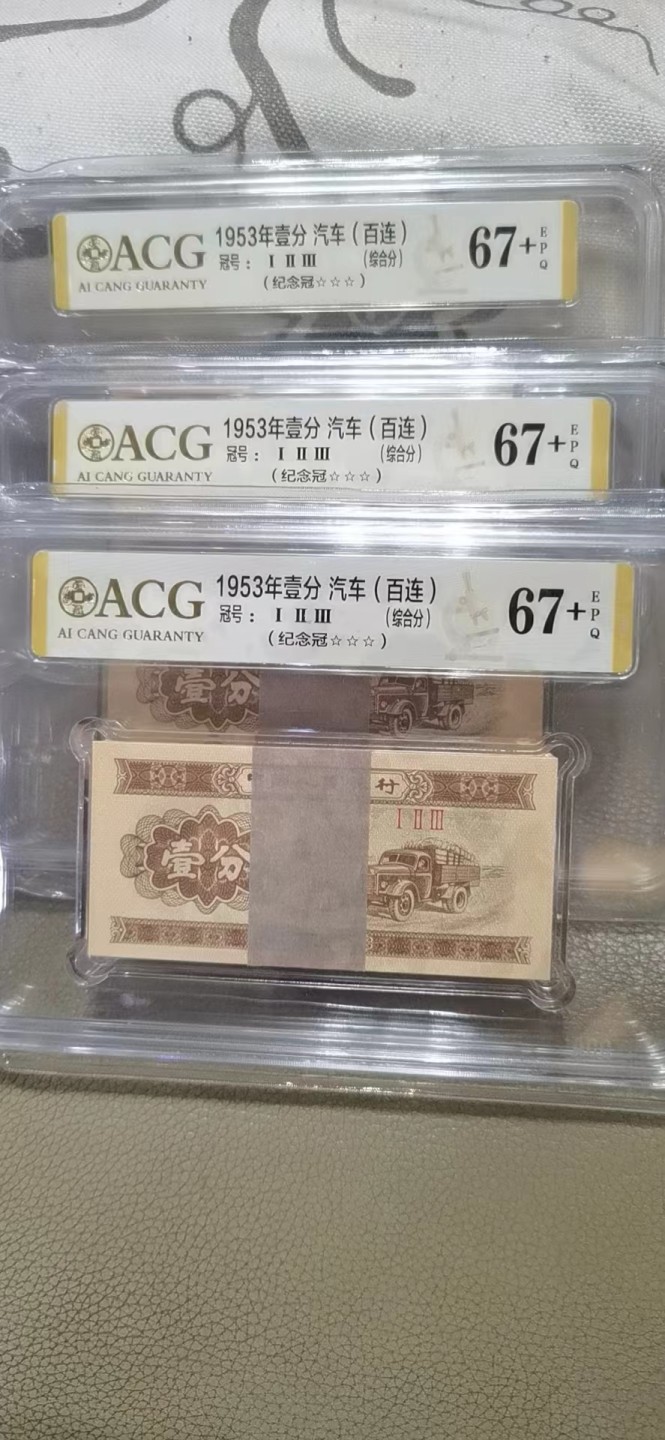 ACG
AI CANG GUARANTY
1953年壹分 汽车（百连）
冠号： Ⅰ Ⅱ Ⅲ （综合分）
（纪念冠☆☆☆）
67+
EPQ
ACG
AI CANG GUARANTY
1953年壹分 汽车（百连）
冠号： Ⅰ Ⅱ Ⅲ （综合分）
（纪念冠☆☆☆）
67+
EPQ
ACG
AI CANG GUARANTY
1953年壹分 汽车（百连）
冠号： Ⅰ Ⅱ Ⅲ （综合分）
（纪念冠☆☆☆）
67+
EPQ
壹分
行
Ⅰ Ⅱ Ⅲ
壹分